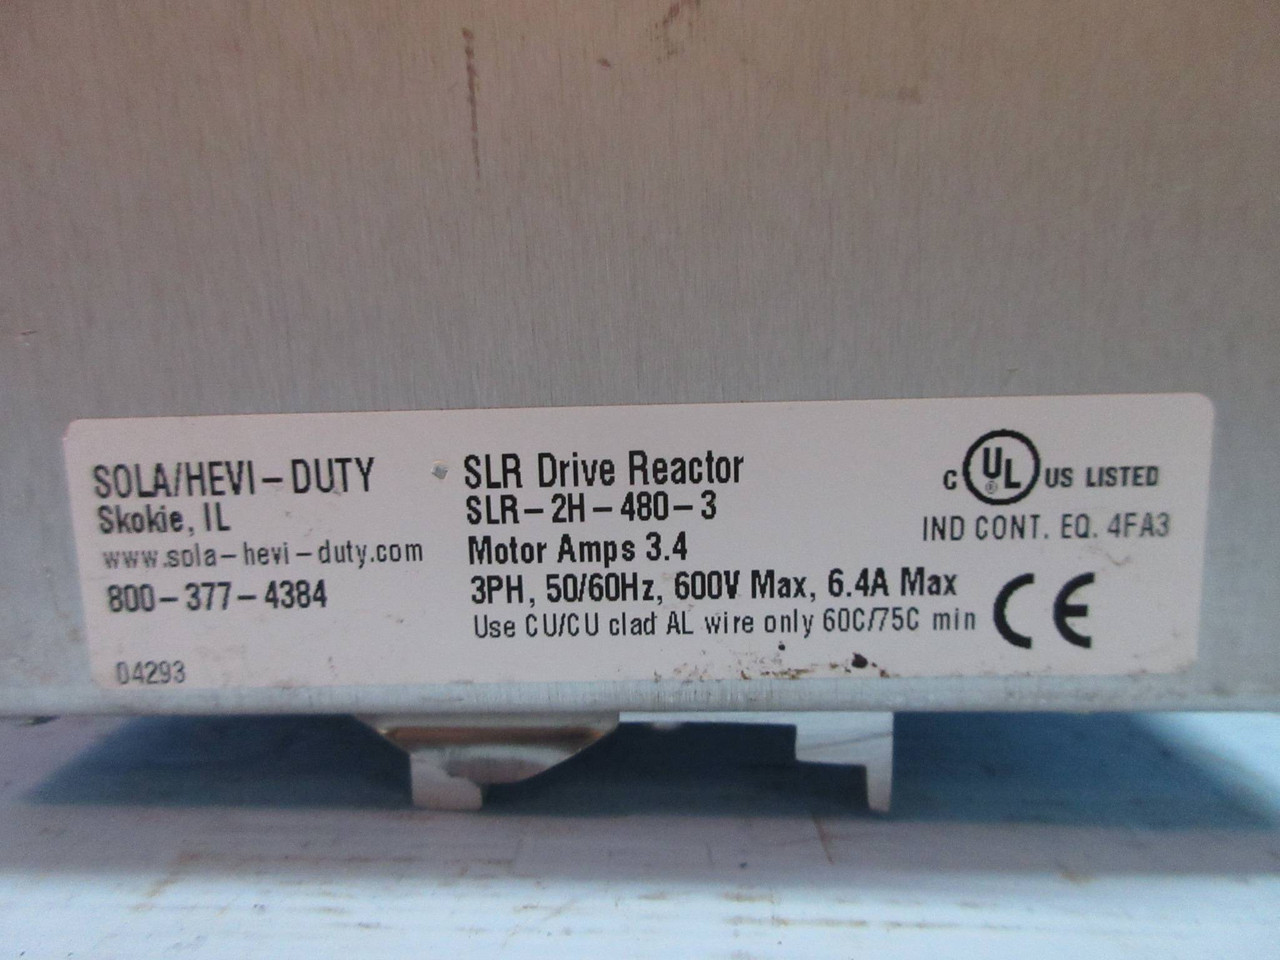 SOLA/HEVI-DUTY
Skokie, IL
www.sola-hevi-duty.com
800-377-4384
04293
SLR Drive Reactor
SLR-2H-480-3
Motor Amps 3.4
3PH, 50/60Hz, 600V Max, 6.4A Max
Use CU/CU clad AL wire only 60C/75C min
C UL ® US LISTED
IND CONT. EQ. 4FA3
CE